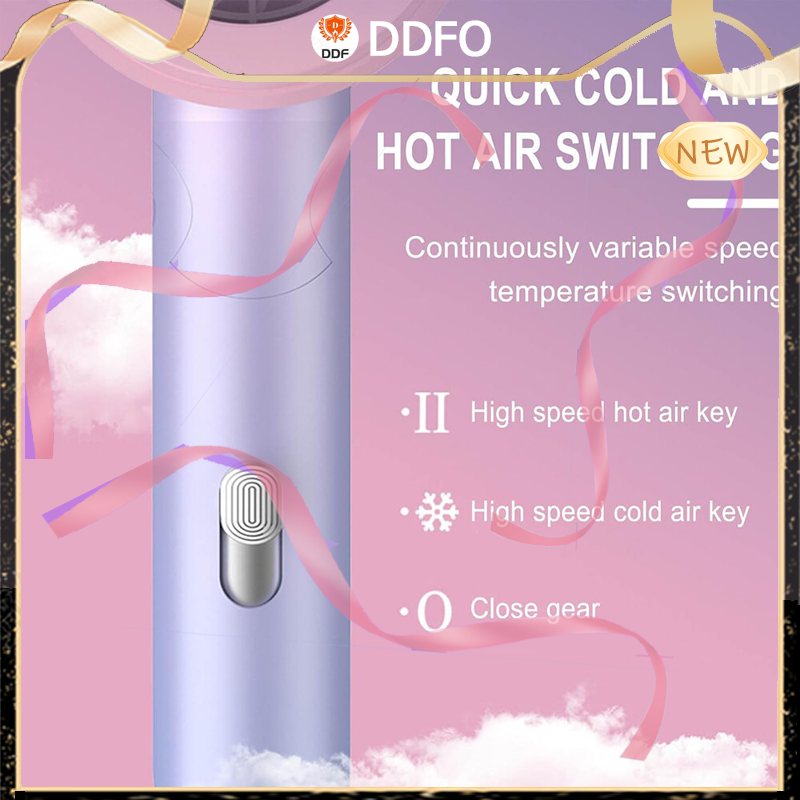 DDF
DDFO
QUICK COLD AND
HOT AIR
NEW
Continuously variable speed
temperature switching
II High speed hot air key
High speed cold air key
O Close gear